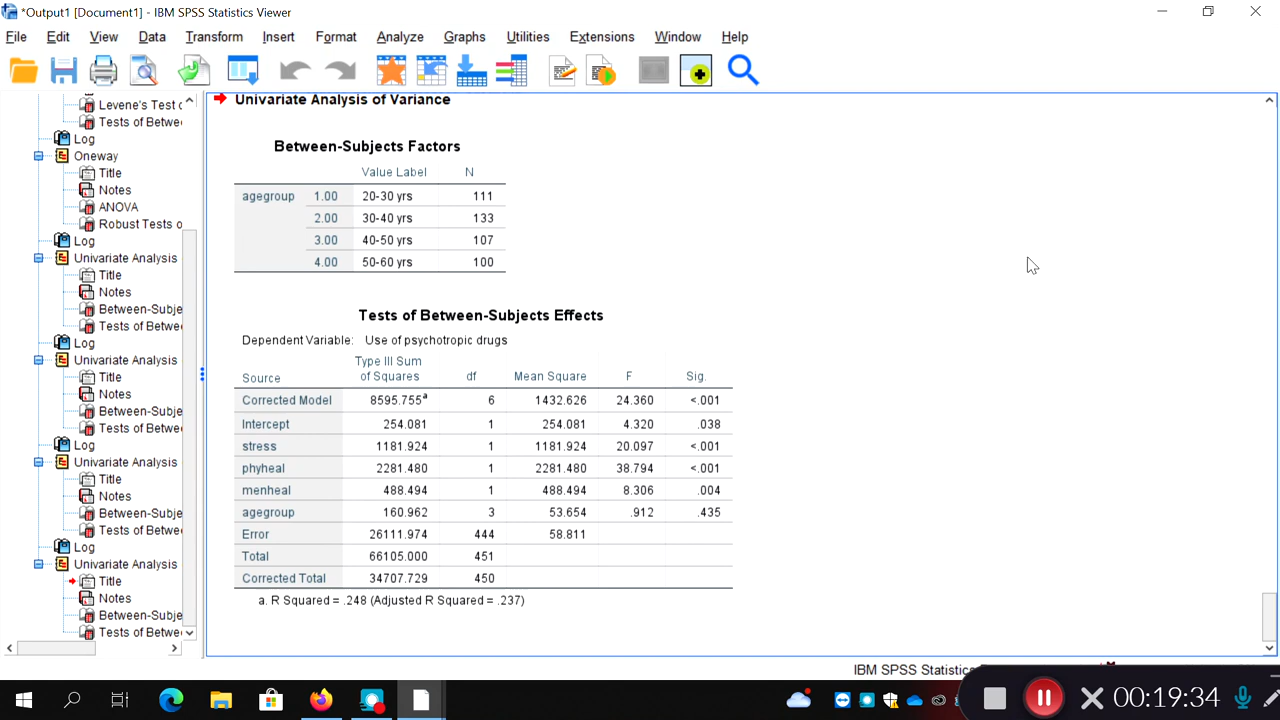 *Output1 [Document1] - IBM SPSS Statistics Viewer
File Edit View Data Transform Insert Format Analyze Graphs Utilities Extensions Window Help
Levene's Test o
Tests of Betwe
Log
Oneway
Title
Notes
ANOVA
Robust Tests o
Log
Univariate Analysis
Title
Notes
Between-Subje
Tests of Betwe
Log
Univariate Analysis
Title
Notes
Between-Subje
Tests of Betwe
Log
Univariate Analysis
Title
Notes
Between-Subje
Tests of Betwe
Log
Univariate Analysis
Title
Notes
Between-Subje
Tests of Betwe
Univariate Analysis of Variance
Between-Subjects Factors
Value Label N
agegroup 1.00 20-30 yrs 111
2.00 30-40 yrs 133
3.00 40-50 yrs 107
4.00 50-60 yrs 100
Tests of Between-Subjects Effects
Dependent Variable: Use of psychotropic drugs
Source Type III Sum of Squares df Mean Square F Sig.
Corrected Model 8595.755a 6 1432.626 24.360 <.001
Intercept 254.081 1 254.081 4.320 .038
stress 1181.924 1 1181.924 20.097 <.001
phyheal 2281.480 1 2281.480 38.794 <.001
menheal 488.494 1 488.494 8.306 .004
agegroup 160.962 3 53.654 .912 .435
Error 26111.974 444 58.811
Total 66105.000 451
Corrected Total 34707.729 450
a. R Squared = .248 (Adjusted R Squared = .237)
IBM SPSS Statistics
00:19:34